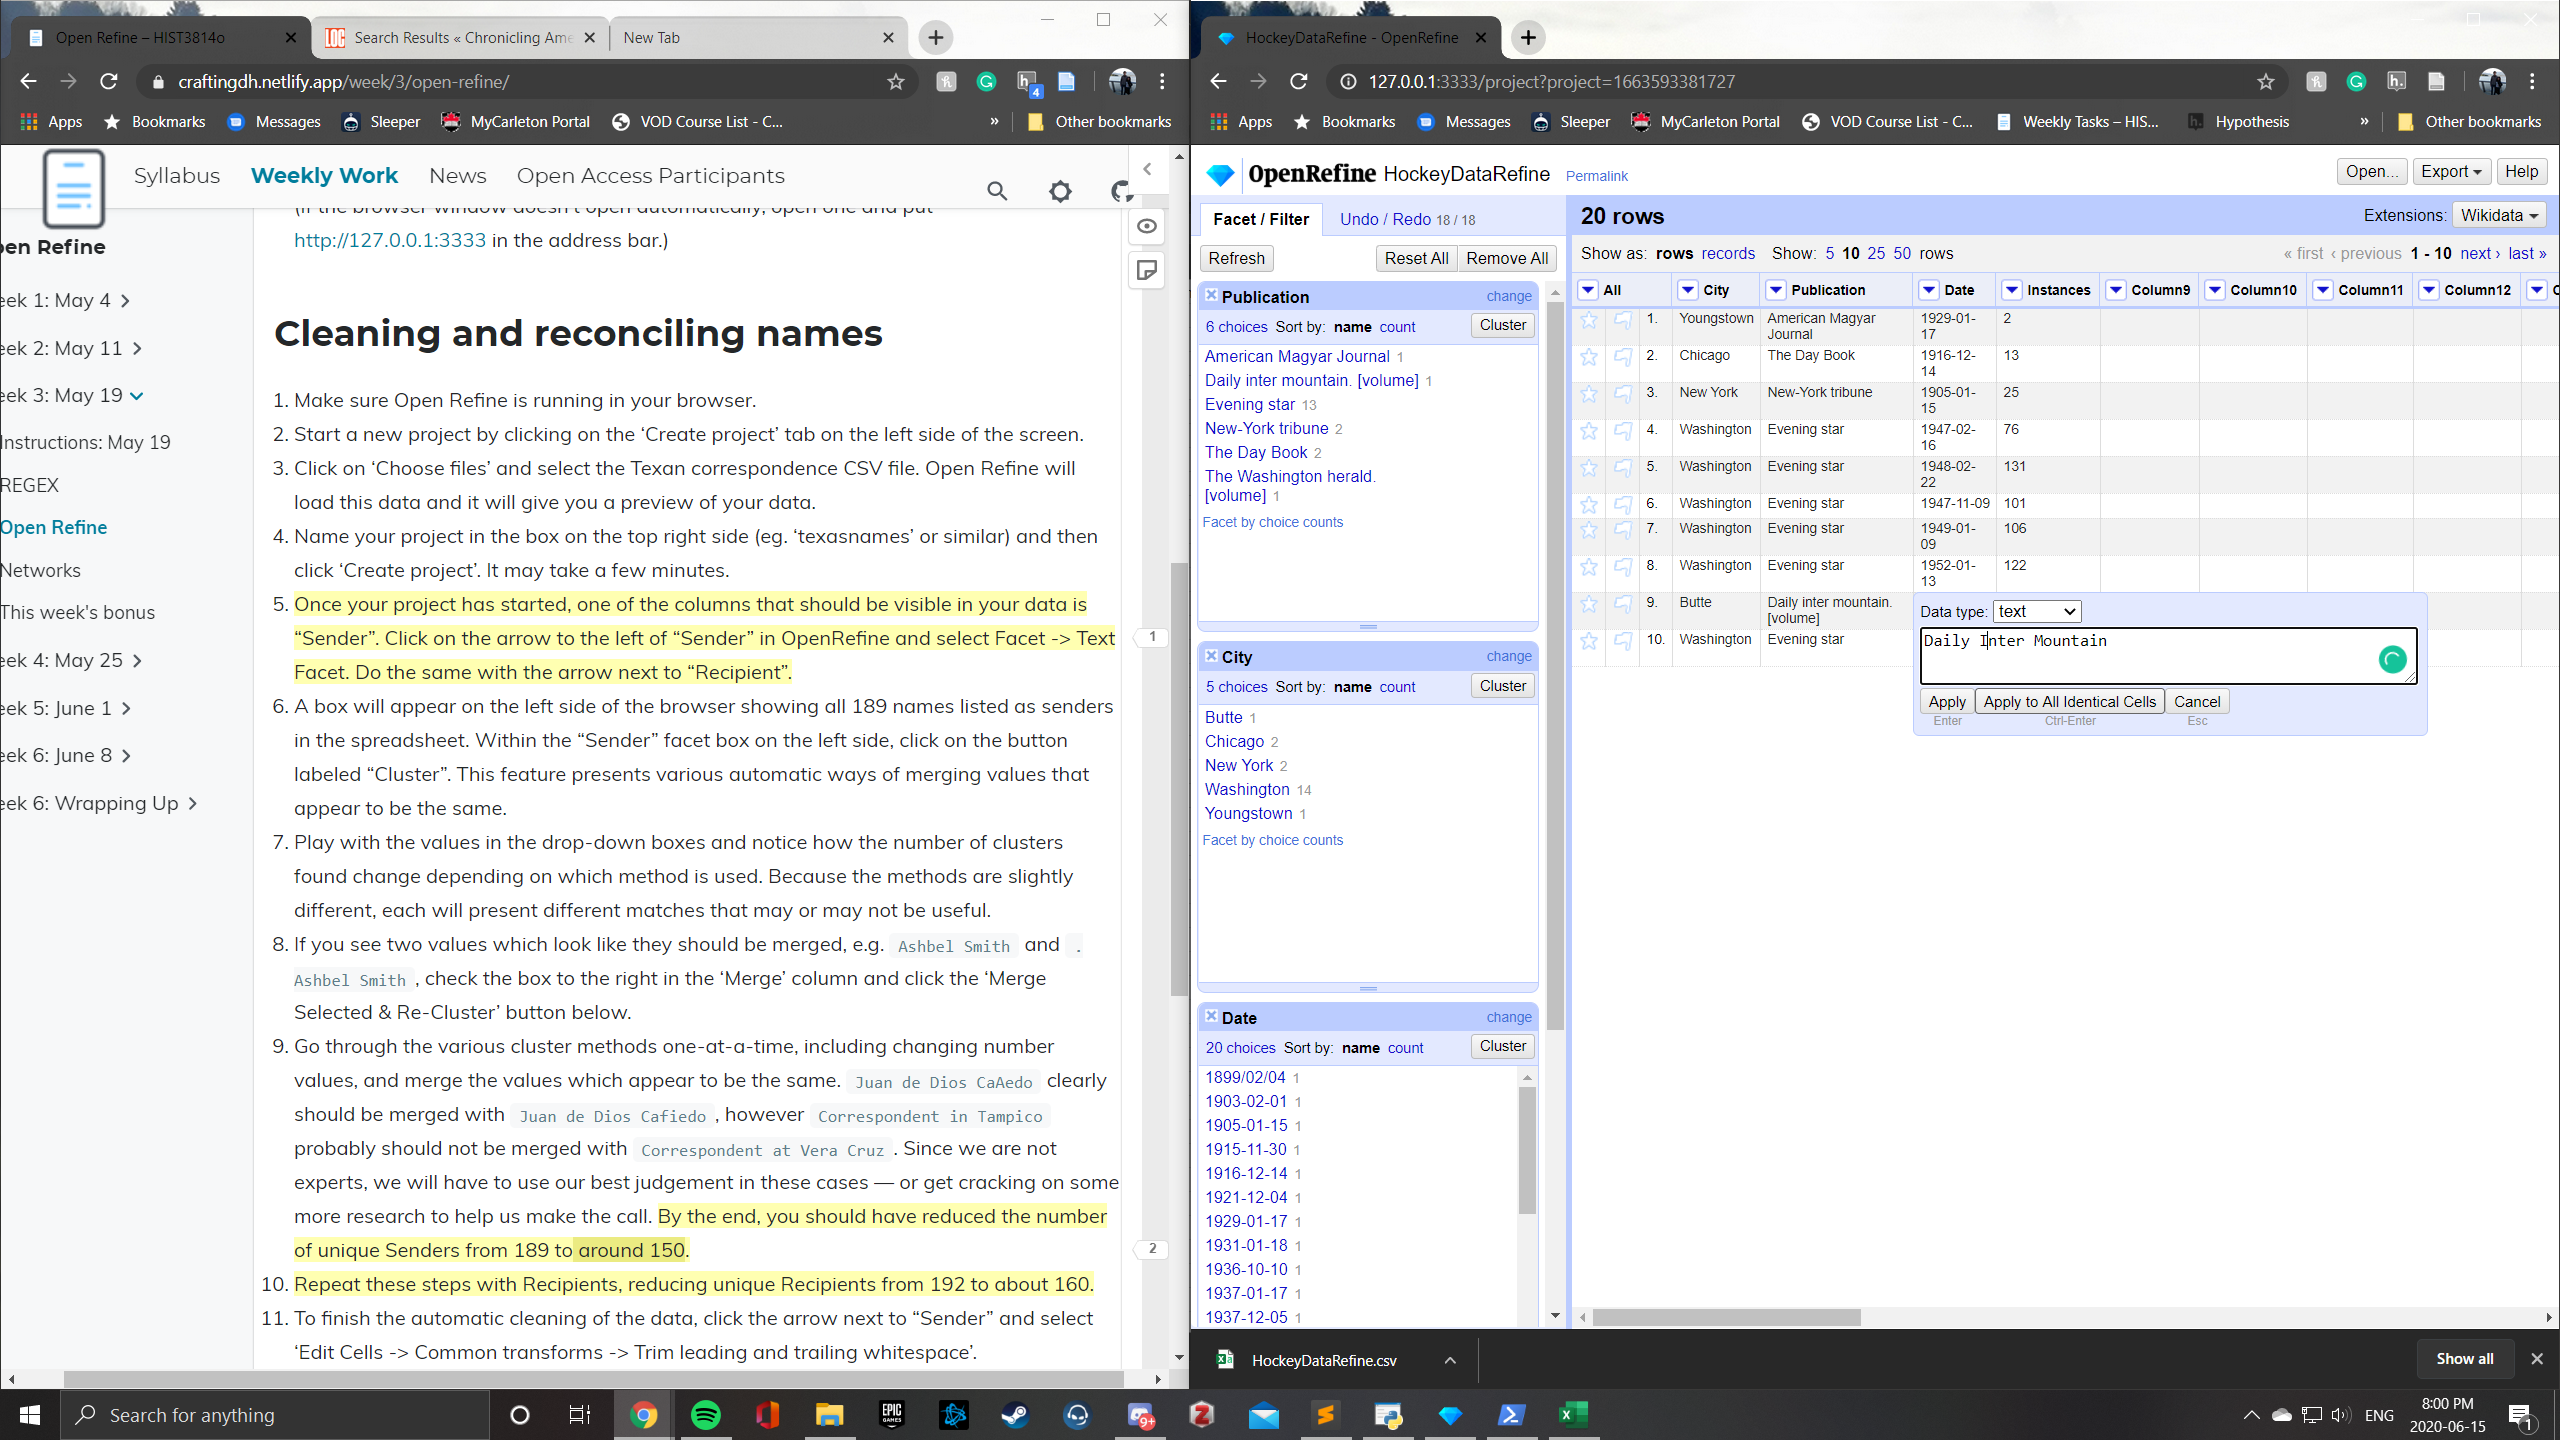 Open Refine – HIST3814o
Search Results « Chronicling Ame
New Tab
craftingdh.netlify.app/week/3/open-refine/
4
Apps
Bookmarks
Messages
Sleeper
MyCarleton Portal
VOD Course List - C...
»
Other bookmarks
Syllabus
Weekly Work
News
Open Access Participants
pen Refine
eek 1: May 4
eek 2: May 11
eek 3: May 19
Instructions: May 19
REGEX
Open Refine
Networks
This week's bonus
eek 4: May 25
eek 5: June 1
eek 6: June 8
eek 6: Wrapping Up
(If the browser window doesn't open automatically, open one and put
http://127.0.0.1:3333 in the address bar.)
Cleaning and reconciling names
1. Make sure Open Refine is running in your browser.
2. Start a new project by clicking on the ‘Create project’ tab on the left side of the screen.
3. Click on ‘Choose files’ and select the Texan correspondence CSV file. Open Refine will
load this data and it will give you a preview of your data.
4. Name your project in the box on the top right side (eg. ‘texasnames’ or similar) and then
click ‘Create project’. It may take a few minutes.
5. Once your project has started, one of the columns that should be visible in your data is
“Sender”. Click on the arrow to the left of “Sender” in OpenRefine and select Facet -> Text
Facet. Do the same with the arrow next to “Recipient”.
1
6. A box will appear on the left side of the browser showing all 189 names listed as senders
in the spreadsheet. Within the “Sender” facet box on the left side, click on the button
labeled “Cluster”. This feature presents various automatic ways of merging values that
appear to be the same.
7. Play with the values in the drop-down boxes and notice how the number of clusters
found change depending on which method is used. Because the methods are slightly
different, each will present different matches that may or may not be useful.
8. If you see two values which look like they should be merged, e.g. Ashbel Smith and .
Ashbel Smith , check the box to the right in the ‘Merge’ column and click the ‘Merge
Selected & Re-Cluster’ button below.
9. Go through the various cluster methods one-at-a-time, including changing number
values, and merge the values which appear to be the same. Juan de Dios CaAedo clearly
should be merged with Juan de Dios Cafiedo , however Correspondent in Tampico
probably should not be merged with Correspondent at Vera Cruz . Since we are not
experts, we will have to use our best judgement in these cases — or get cracking on some
more research to help us make the call. By the end, you should have reduced the number
of unique Senders from 189 to around 150.
2
10. Repeat these steps with Recipients, reducing unique Recipients from 192 to about 160.
11. To finish the automatic cleaning of the data, click the arrow next to “Sender” and select
‘Edit Cells -> Common transforms -> Trim leading and trailing whitespace’.
HockeyDataRefine - OpenRefine
127.0.0.1:3333/project?project=1663593381727
Apps
Bookmarks
Messages
Sleeper
MyCarleton Portal
VOD Course List - C...
Weekly Tasks – HIS...
Hypothesis
»
Other bookmarks
OpenRefine HockeyDataRefine Permalink
Open...
Export
Help
Facet / Filter
Undo / Redo 18 / 18
Refresh
Reset All
Remove All
Publication
change
6 choices Sort by: name count
Cluster
American Magyar Journal 1
Daily inter mountain. [volume] 1
Evening star 13
New-York tribune 2
The Day Book 2
The Washington herald.
[volume] 1
Facet by choice counts
City
change
5 choices Sort by: name count
Cluster
Butte 1
Chicago 2
New York 2
Washington 14
Youngstown 1
Facet by choice counts
Date
change
20 choices Sort by: name count
Cluster
1899/02/04 1
1903-02-01 1
1905-01-15 1
1915-11-30 1
1916-12-14 1
1921-12-04 1
1929-01-17 1
1931-01-18 1
1936-10-10 1
1937-01-17 1
1937-12-05 1
20 rows
Extensions: Wikidata
Show as: rows records Show: 5 10 25 50 rows
« first ‹ previous 1 - 10 next › last »
All City Publication Date Instances Column9 Column10 Column11 Column12 C
1. Youngstown American Magyar Journal 1929-01-17 2
2. Chicago The Day Book 1916-12-14 13
3. New York New-York tribune 1905-01-15 25
4. Washington Evening star 1947-02-16 76
5. Washington Evening star 1948-02-22 131
6. Washington Evening star 1947-11-09 101
7. Washington Evening star 1949-01-09 106
8. Washington Evening star 1952-01-13 122
9. Butte Daily inter mountain. [volume]
10. Washington Evening star
Data type: text
Daily Inter Mountain
Apply
Apply to All Identical Cells
Cancel
Enter
Ctrl-Enter
Esc
HockeyDataRefine.csv
Show all
Search for anything
EPIC GAMES
9+
ENG
8:00 PM
2020-06-15
1